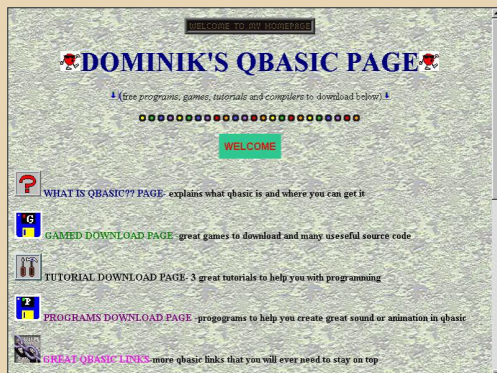 WELCOME TO MY HOMEPAGE
DOMINIK'S QBASIC PAGE
(free programs, games, tutorials and compilers to download below)
WELCOME
WHAT IS QBASIC?? PAGE- explains what qbasic is and where you can get it
G
GAMED DOWNLOAD PAGE-great games to download and many useseful source code
TUTORIAL DOWNLOAD PAGE- 3 great tutorials to help you with programming
P
PROGRAMS DOWNLOAD PAGE -progograms to help you create great sound or animation in qbasic
GREAT QBASIC LINKS-more qbasic links that you will ever need to stay on top